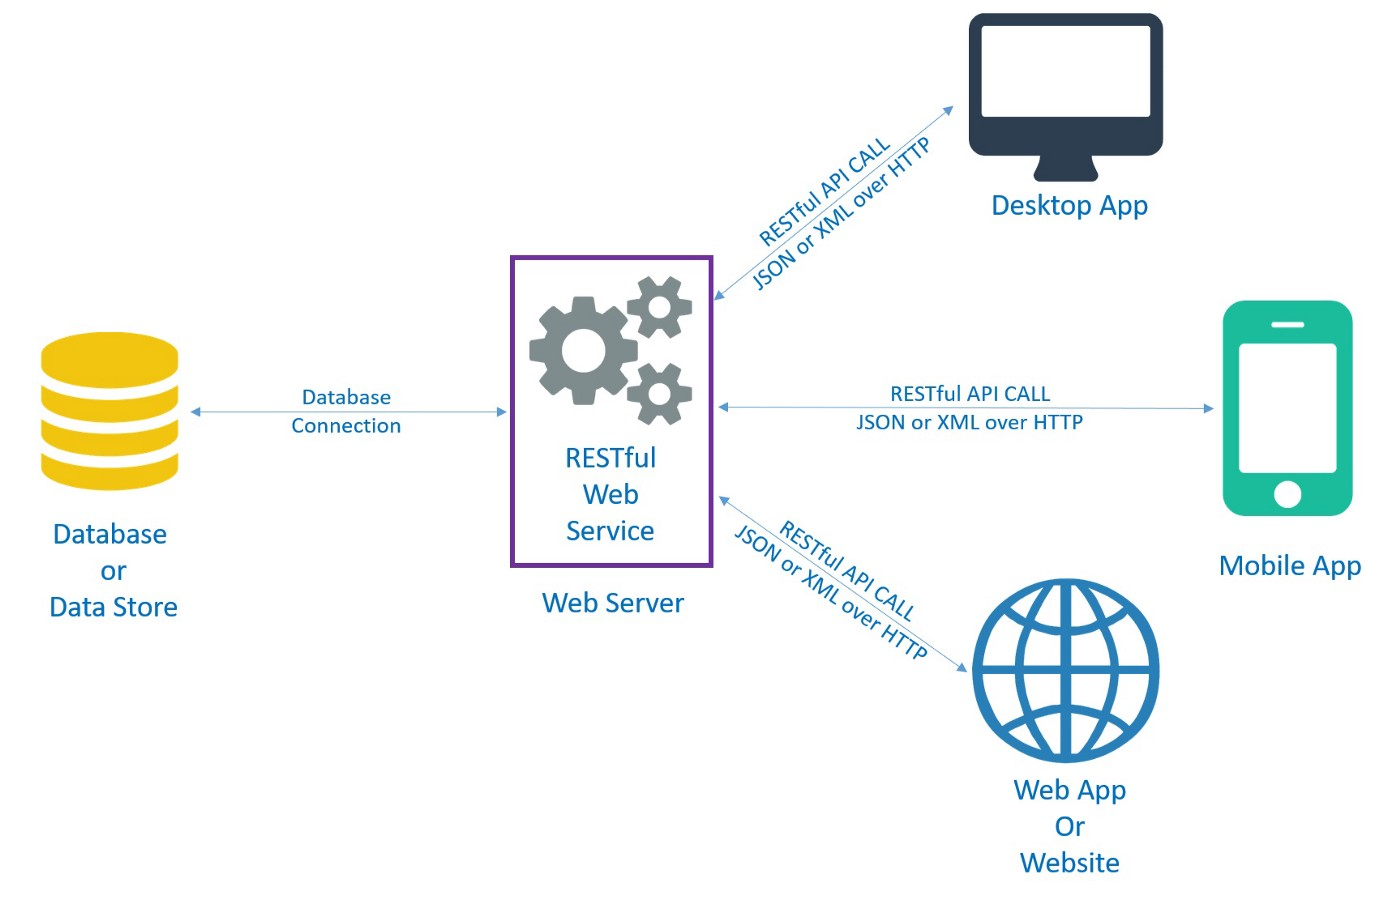 RESTful API CALL
JSON or XML over HTTP
Desktop App
Database
Connection
RESTful API CALL
JSON or XML over HTTP
RESTful
Web
Service
Web Server
Database
or
Data Store
RESTful API CALL
JSON or XML over HTTP
Mobile App
Web App
Or
Website